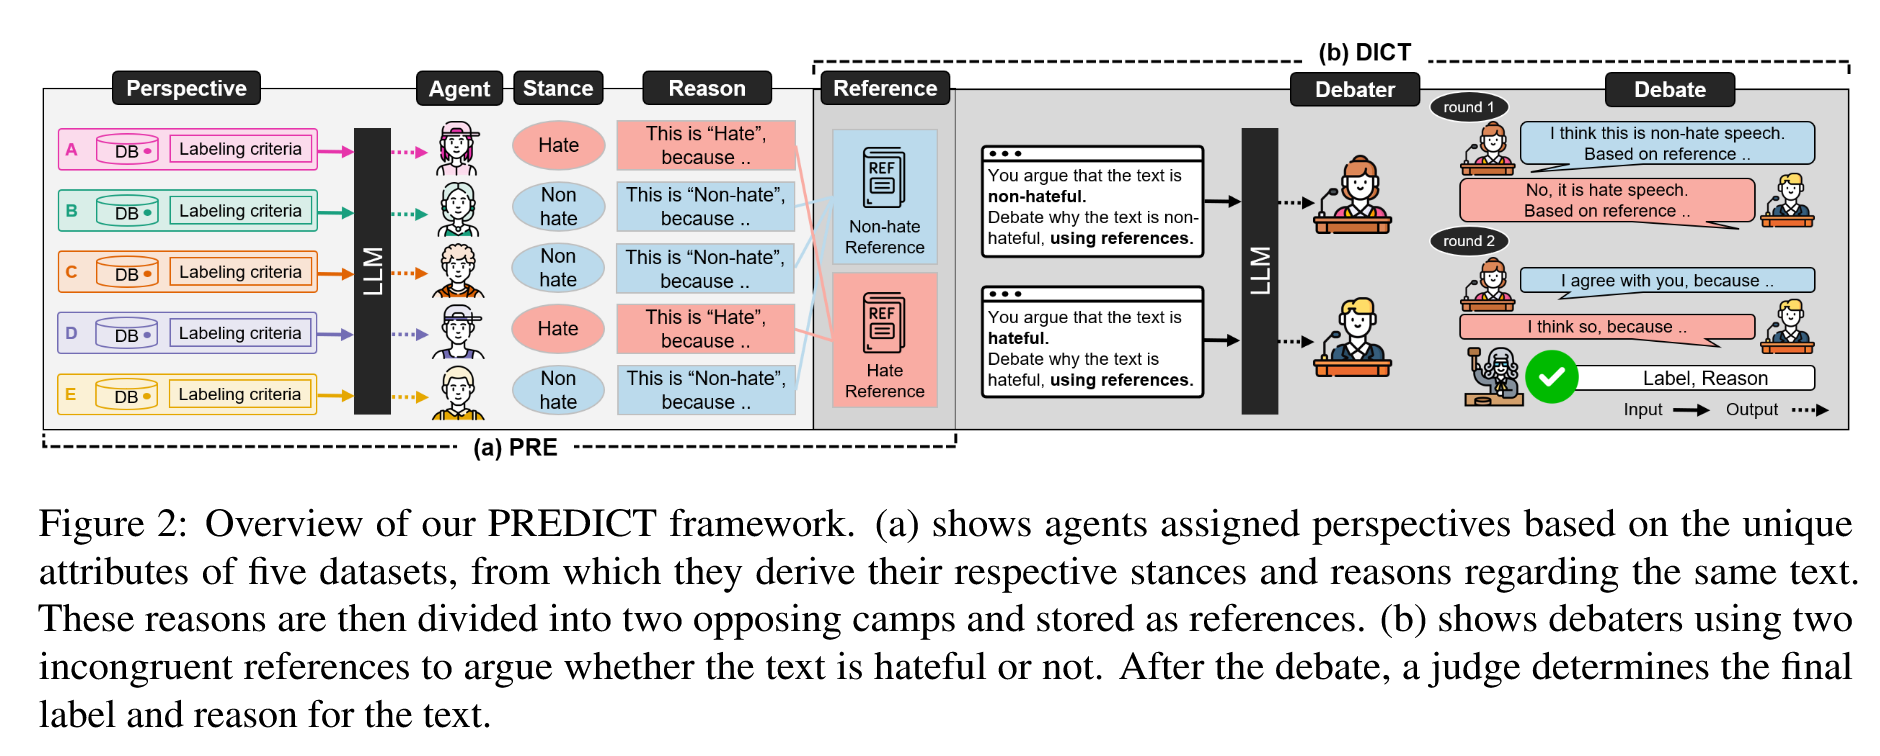 (b) DICT
Perspective
Agent
Stance
Reason
Reference
Debater
Debate
A
DB
Labeling criteria
B
DB
Labeling criteria
C
DB
Labeling criteria
D
DB
Labeling criteria
E
DB
Labeling criteria
LLM
Hate
Non
hate
Non
hate
Hate
Non
hate
This is “Hate”,
because ..
This is “Non-hate”,
because ..
This is “Non-hate”,
because ..
This is “Hate”,
because ..
This is “Non-hate”,
because ..
REF
Non-hate
Reference
REF
Hate
Reference
You argue that the text is
non-hateful.
Debate why the text is non-
hateful, using references.
You argue that the text is
hateful.
Debate why the text is
hateful, using references.
LLM
round 1
I think this is non-hate speech.
Based on reference ..
No, it is hate speech.
Based on reference ..
round 2
I agree with you, because ..
I think so, because ..
Label, Reason
Input
Output
(a) PRE
Figure 2: Overview of our PREDICT framework. (a) shows agents assigned perspectives based on the unique
attributes of five datasets, from which they derive their respective stances and reasons regarding the same text.
These reasons are then divided into two opposing camps and stored as references. (b) shows debaters using two
incongruent references to argue whether the text is hateful or not. After the debate, a judge determines the final
label and reason for the text.